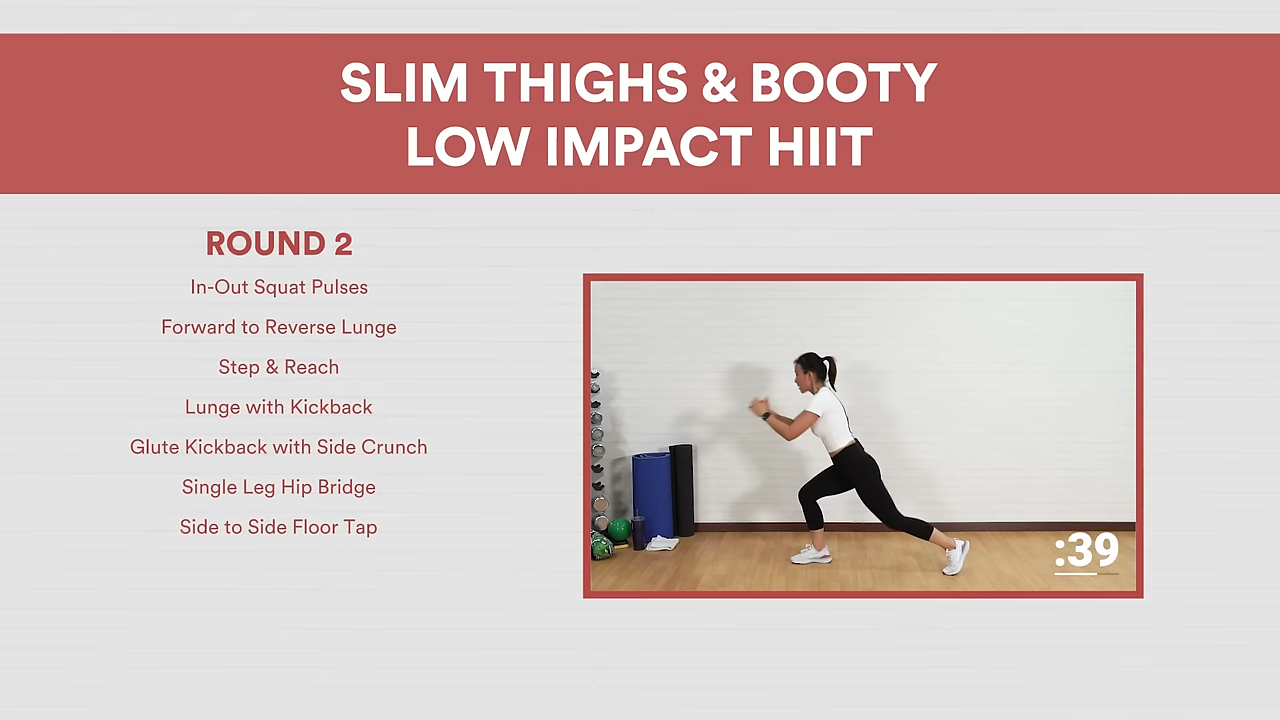 SLIM THIGHS & BOOTY
LOW IMPACT HIIT
ROUND 2
In-Out Squat Pulses
Forward to Reverse Lunge
Step & Reach
Lunge with Kickback
Glute Kickback with Side Crunch
Single Leg Hip Bridge
Side to Side Floor Tap
:39